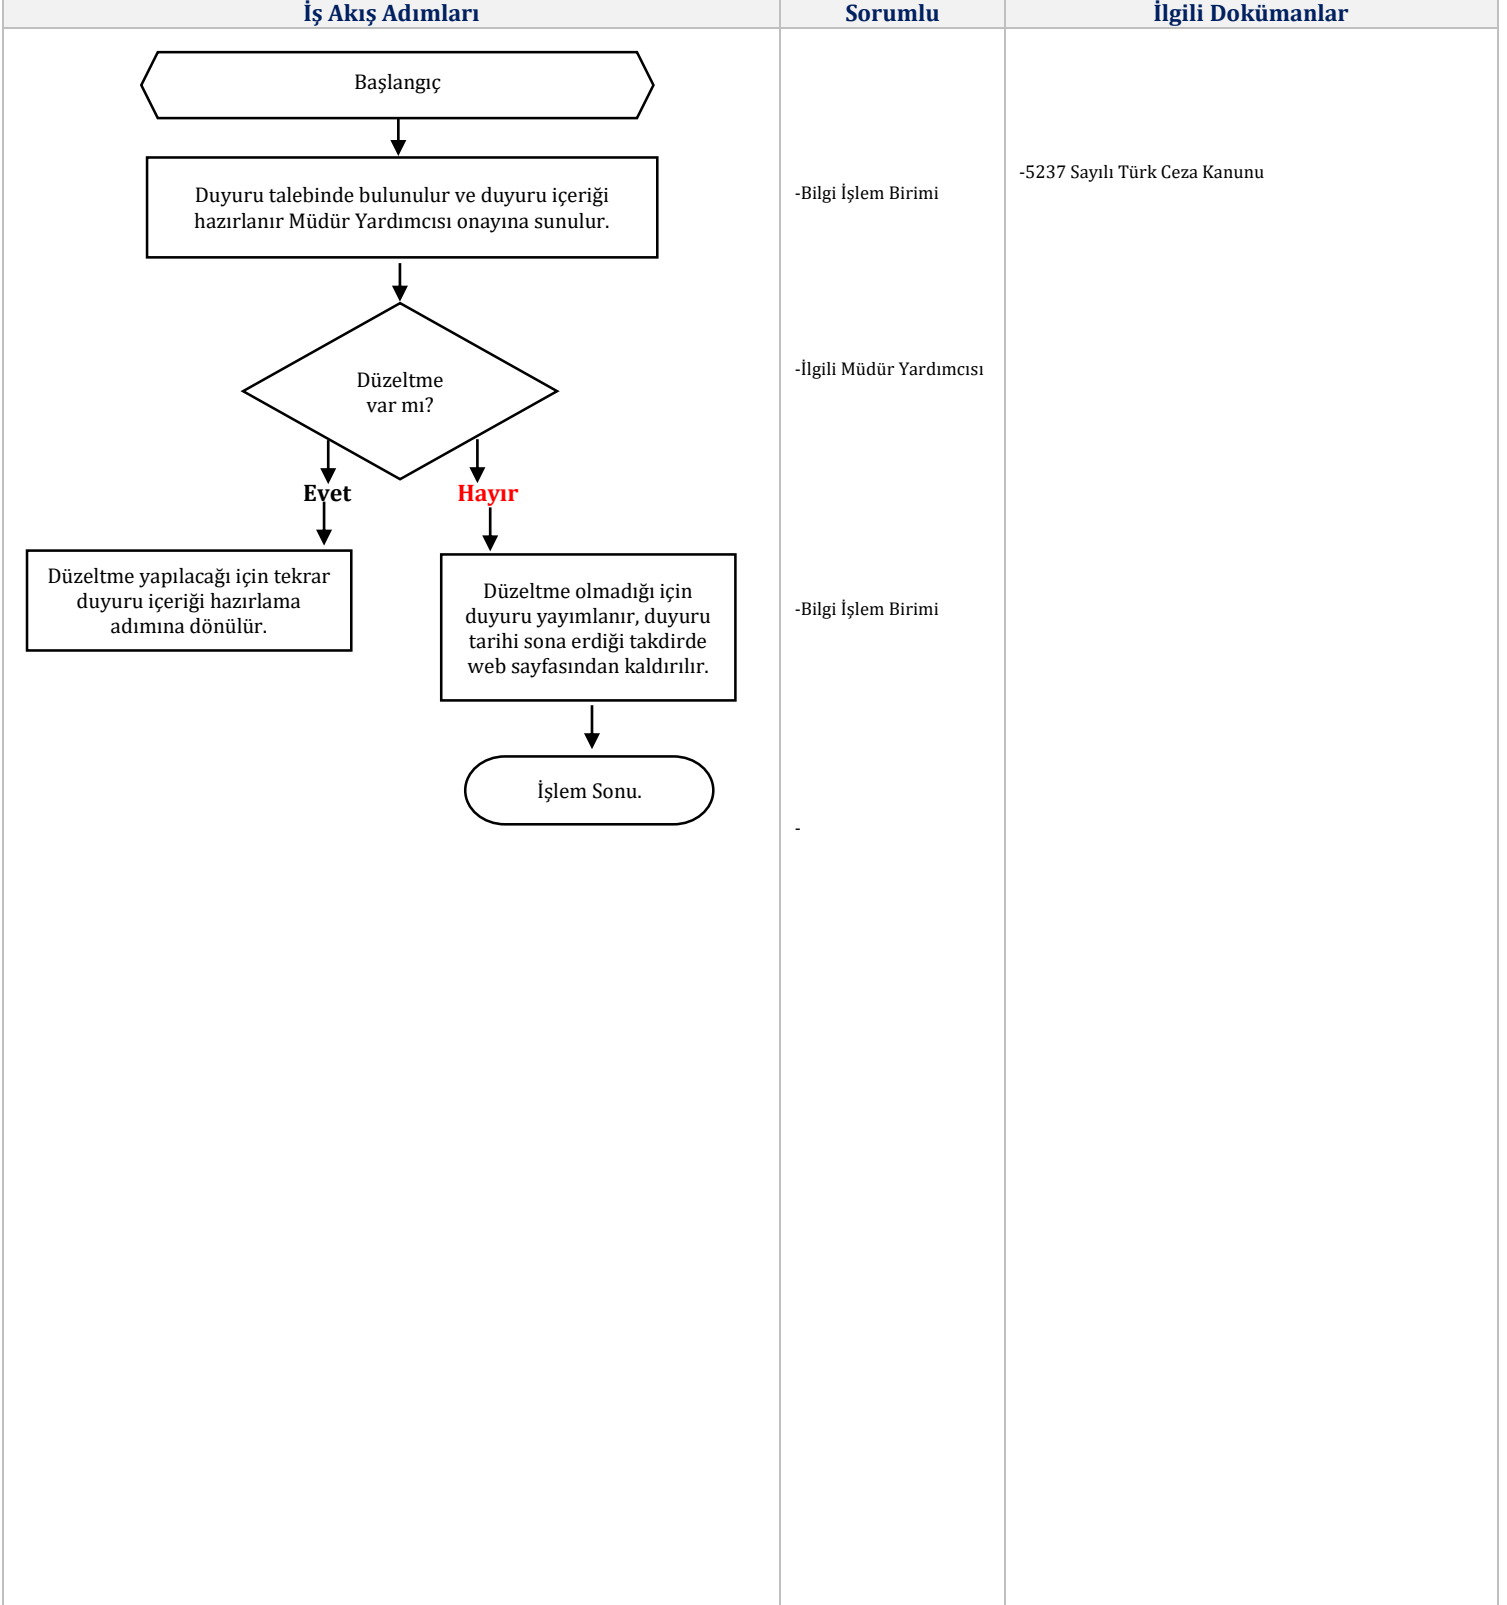 İş Akış Adımları
Sorumlu
İlgili Dokümanlar
Başlangıç
Duyuru talebinde bulunulur ve duyuru içeriği
hazırlanır Müdür Yardımcısı onayına sunulur.
-Bilgi İşlem Birimi
-5237 Sayılı Türk Ceza Kanunu
Düzeltme
var mı?
-İlgili Müdür Yardımcısı
Evet
Hayır
Düzeltme yapılacağı için tekrar
duyuru içeriği hazırlama
adımına dönülür.
Düzeltme olmadığı için
duyuru yayımlanır, duyuru
tarihi sona erdiği takdirde
web sayfasından kaldırılır.
-Bilgi İşlem Birimi
İşlem Sonu.
-